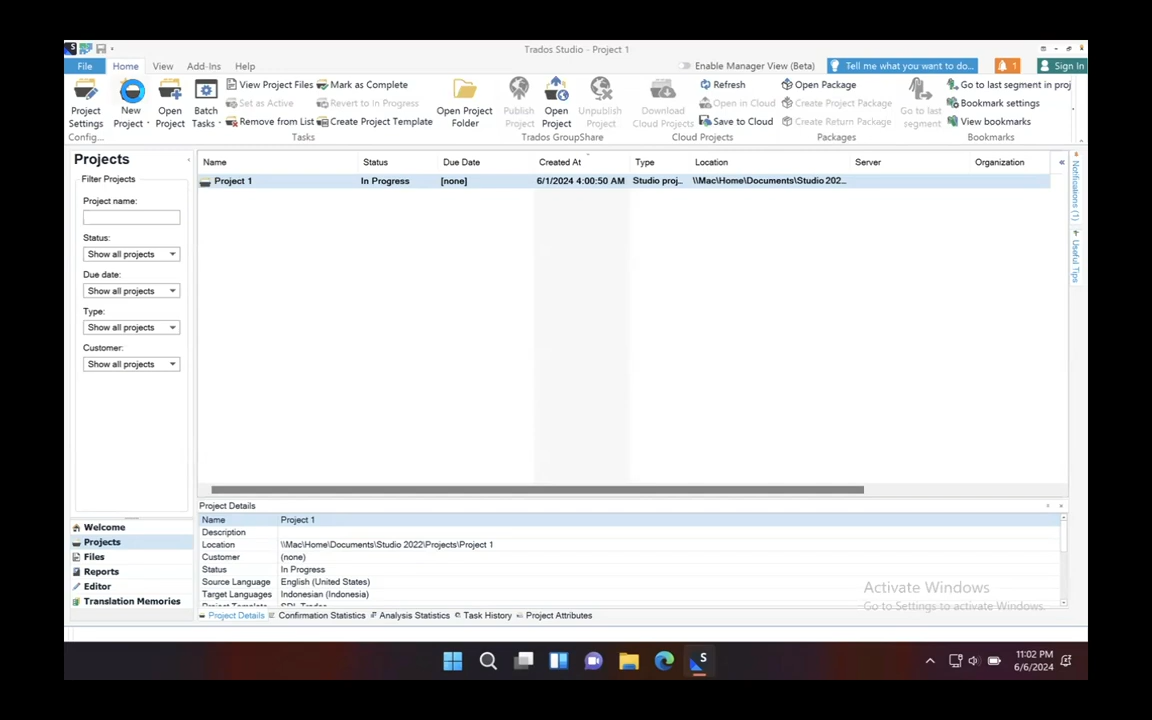 Trados Studio - Project 1
File Home View Add-Ins Help
Enable Manager View (Beta)
Tell me what you want to do...
1
Sign In
Project Settings
New Project
Open Project
Batch Tasks
View Project Files
Set as Active
Remove from List
Mark as Complete
Revert to In Progress
Create Project Template
Open Project Folder
Publish Project
Open Project
Unpublish Project
Download Cloud Projects
Refresh
Open in Cloud
Save to Cloud
Open Package
Create Project Package
Create Return Package
Go to last segment
Go to last segment in proj
Bookmark settings
View bookmarks
Config... Tasks Trados GroupShare Cloud Projects Packages Bookmarks
Projects
Filter Projects
Project name:
Status:
Show all projects
Due date:
Show all projects
Type:
Show all projects
Customer:
Show all projects
Welcome
Projects
Files
Reports
Editor
Translation Memories
Name Status Due Date Created At Type Location Server Organization «
Project 1 In Progress [none] 6/1/2024 4:00:50 AM Studio proj... \\Mac\Home\Documents\Studio 202...
Notifications (1)
Useful Tips
Project Details
Name Project 1
Description
Location \\Mac\Home\Documents\Studio 2022\Projects\Project 1
Customer (none)
Status In Progress
Source Language English (United States)
Target Languages Indonesian (Indonesia)
Project Details Confirmation Statistics Analysis Statistics Task History Project Attributes
Activate Windows
Go to Settings to activate Windows.
S
11:02 PM
6/6/2024